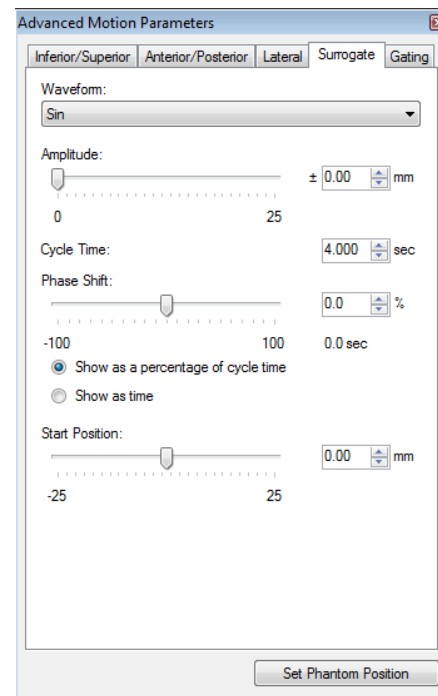 Advanced Motion Parameters
Inferior/Superior Anterior/Posterior Lateral Surrogate Gating
Waveform:
Sin
Amplitude:
± 0.00 mm
0 25
Cycle Time: 4.000 sec
Phase Shift:
0.0 %
-100 100 0.0 sec
Show as a percentage of cycle time
Show as time
Start Position:
0.00 mm
-25 25
Set Phantom Position